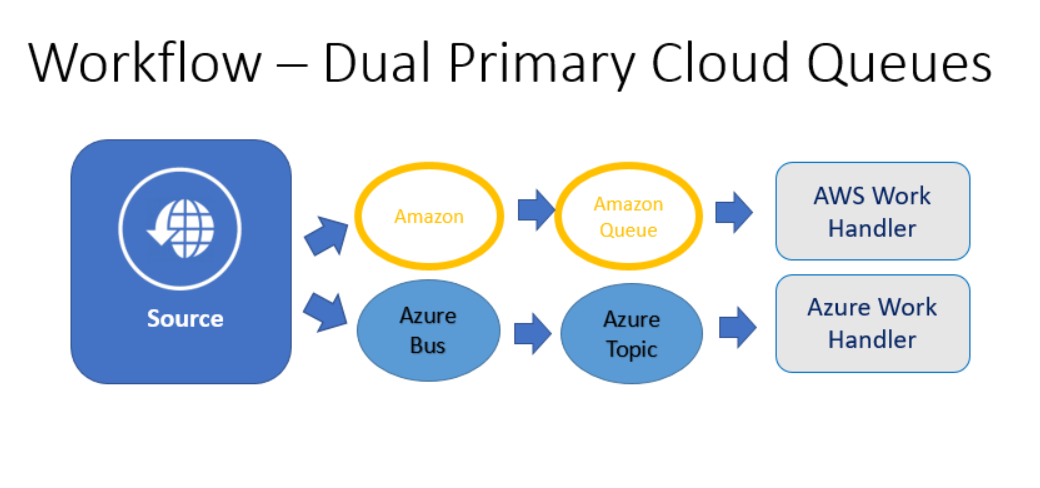 Workflow – Dual Primary Cloud Queues
Source
Amazon
Amazon
Queue
AWS Work
Handler
Azure
Bus
Azure
Topic
Azure Work
Handler